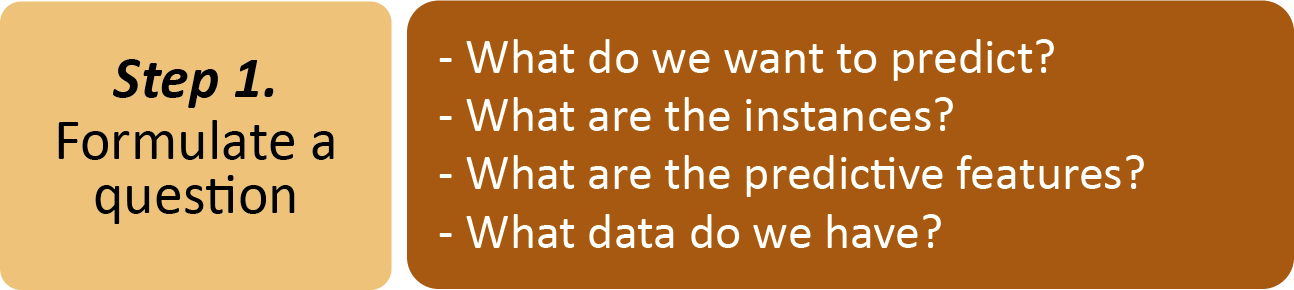 Step 1.
Formulate a
question
- What do we want to predict?
- What are the instances?
- What are the predictive features?
- What data do we have?